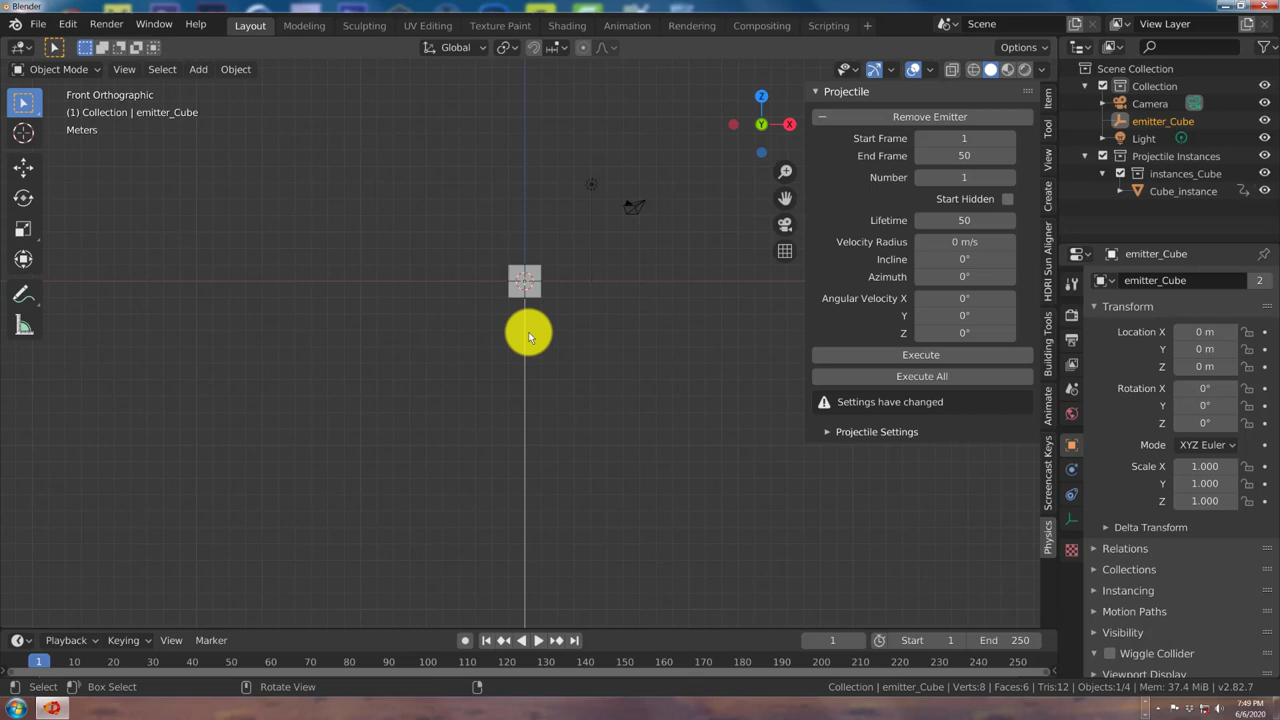 Blender
File Edit Render Window Help Layout Modeling Sculpting UV Editing Texture Paint Shading Animation Rendering Compositing Scripting + Scene View Layer
Global Options
Object Mode View Select Add Object
Front Orthographic
(1) Collection | emitter_Cube
Meters
Z
Y
X
Projectile
Remove Emitter
Start Frame 1
End Frame 50
Number 1
Start Hidden
Lifetime 50
Velocity Radius 0 m/s
Incline 0°
Azimuth 0°
Angular Velocity X 0°
Y 0°
Z 0°
Execute
Execute All
Settings have changed
Projectile Settings
Item
Tool
View
Create
HDRI Sun Aligner
Building Tools
Animate
Screencast Keys
Physics
Scene Collection
Collection
Camera
emitter_Cube
Light
Projectile Instances
instances_Cube
Cube_instance
emitter_Cube
emitter_Cube 2
Transform
Location X 0 m
Y 0 m
Z 0 m
Rotation X 0°
Y 0°
Z 0°
Mode XYZ Euler
Scale X 1.000
Y 1.000
Z 1.000
Delta Transform
Relations
Collections
Instancing
Motion Paths
Visibility
Wiggle Collider
Viewport Display
Playback Keying View Marker 1 Start 1 End 250
1 10 20 30 40 50 60 70 80 90 100 110 120 130 140 150 160 170 180 190 200 210 220 230 240 250
Select Box Select Rotate View Collection | emitter_Cube | Verts:8 | Faces:6 | Tris:12 | Objects:1/4 | Mem: 37.4 MiB | v2.82.7
7:49 PM
6/6/2020